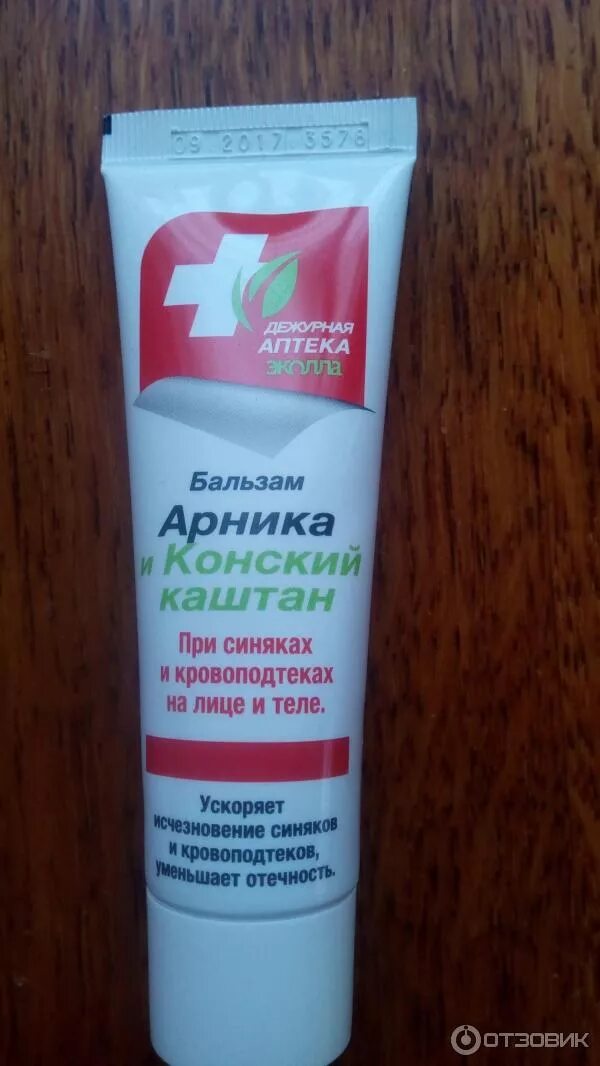 09 2017 3578
ДЕЖУРНАЯ
АПТЕКА
эколла
Бальзам
Арника
и Конский
каштан
При синяках
и кровоподтеках
на лице и теле.
Ускоряет
исчезновение синяков
и кровоподтеков,
уменьшает отечность.
ОТЗОВИК